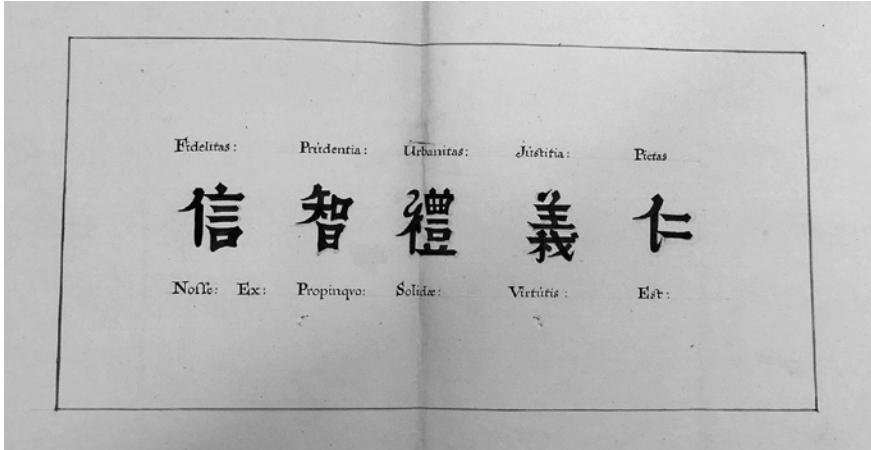 Fidelitas: Prudentia: Urbanitas: Justitia: Pietas
信 智 禮 義 仁
Nosse: Ex: Propinqvo: Solidæ: Virtutis: Est: